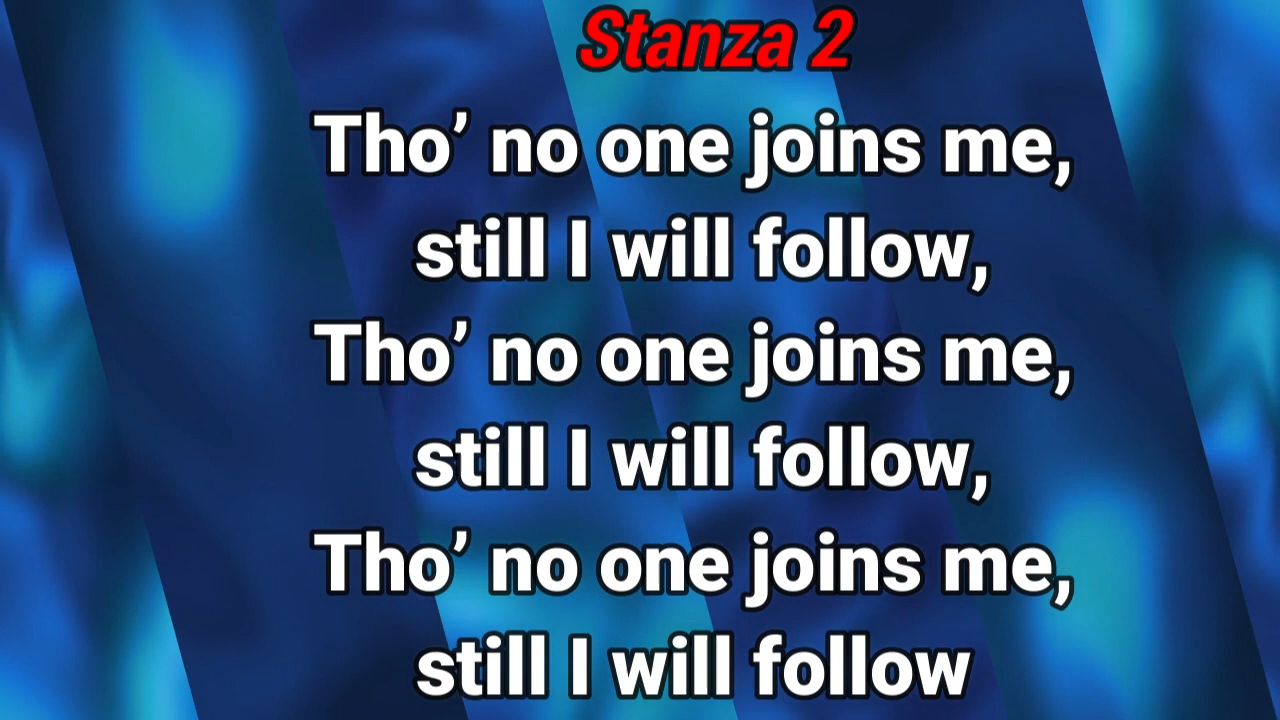 Stanza 2
Tho’ no one joins me,
still I will follow,
Tho’ no one joins me,
still I will follow,
Tho’ no one joins me,
still I will follow